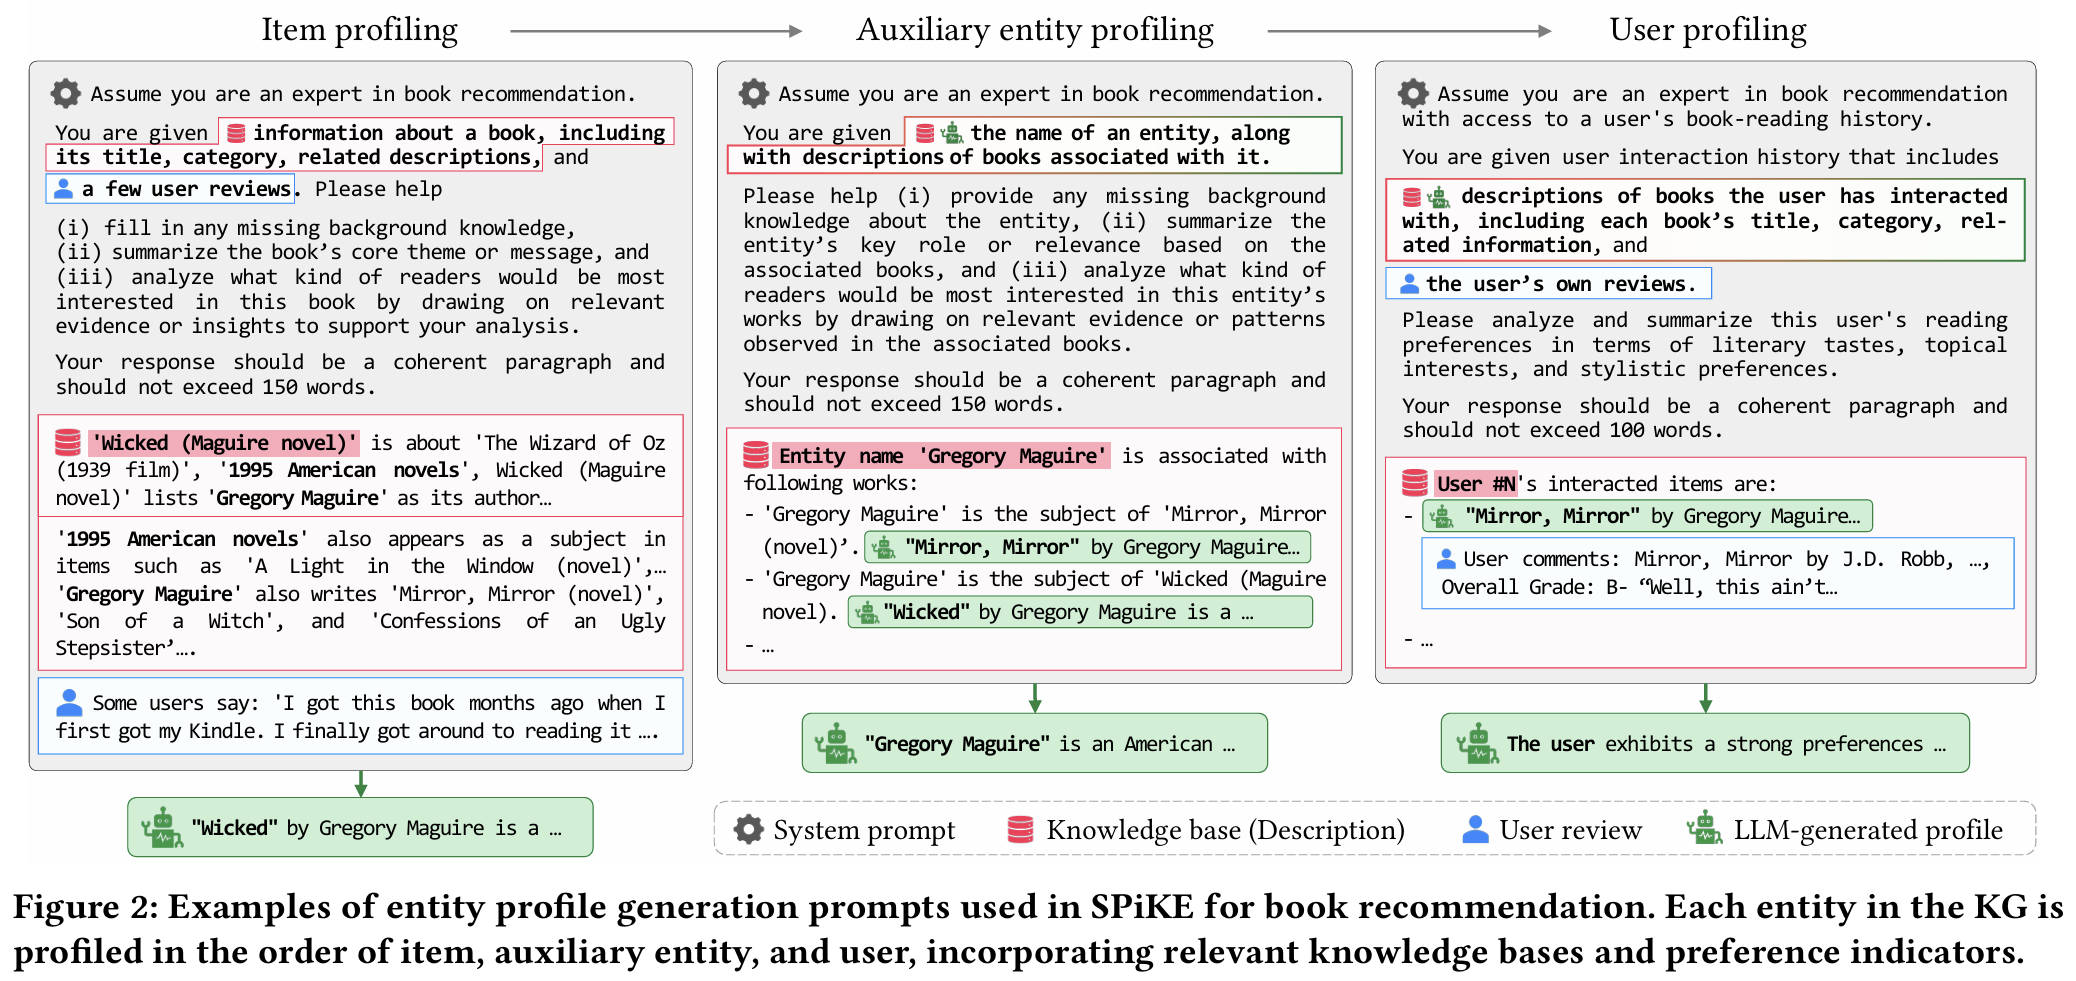 Item profiling
Auxiliary entity profiling
User profiling
Assume you are an expert in book recommendation.
You are given information about a book, including
its title, category, related descriptions, and
a few user reviews. Please help
(i) fill in any missing background knowledge,
(ii) summarize the book's core theme or message, and
(iii) analyze what kind of readers would be most
interested in this book by drawing on relevant
evidence or insights to support your analysis.
Your response should be a coherent paragraph and
should not exceed 150 words.
'Wicked (Maguire novel)' is about 'The Wizard of Oz
(1939 film)', '1995 American novels', Wicked (Maguire
novel)' lists 'Gregory Maguire' as its author…
'1995 American novels' also appears as a subject in
items such as 'A Light in the Window (novel)',…
'Gregory Maguire' also writes 'Mirror, Mirror (novel)',
'Son of a Witch', and 'Confessions of an Ugly
Stepsister’….
Some users say: 'I got this book months ago when I
first got my Kindle. I finally got around to reading it ….
"Wicked" by Gregory Maguire is a …
Assume you are an expert in book recommendation.
You are given the name of an entity, along
with descriptions of books associated with it.
Please help (i) provide any missing background
knowledge about the entity, (ii) summarize the
entity’s key role or relevance based on the
associated books, and (iii) analyze what kind of
readers would be most interested in this entity’s
works by drawing on relevant evidence or patterns
observed in the associated books.
Your response should be a coherent paragraph and
should not exceed 150 words.
Entity name 'Gregory Maguire' is associated with
following works:
- 'Gregory Maguire' is the subject of 'Mirror, Mirror
(novel)’. "Mirror, Mirror" by Gregory Maguire…
- 'Gregory Maguire' is the subject of 'Wicked (Maguire
novel). "Wicked" by Gregory Maguire is a …
- …
"Gregory Maguire" is an American …
Assume you are an expert in book recommendation
with access to a user's book-reading history.
You are given user interaction history that includes
descriptions of books the user has interacted
with, including each book’s title, category, rel-
ated information, and
the user’s own reviews.
Please analyze and summarize this user's reading
preferences in terms of literary tastes, topical
interests, and stylistic preferences.
Your response should be a coherent paragraph and
should not exceed 100 words.
User #N's interacted items are:
- "Mirror, Mirror" by Gregory Maguire…
User comments: Mirror, Mirror by J.D. Robb, …,
Overall Grade: B- “Well, this ain’t…
- …
The user exhibits a strong preferences …
System prompt
Knowledge base (Description)
User review
LLM-generated profile
Figure 2: Examples of entity profile generation prompts used in SPiKE for book recommendation. Each entity in the KG is
profiled in the order of item, auxiliary entity, and user, incorporating relevant knowledge bases and preference indicators.